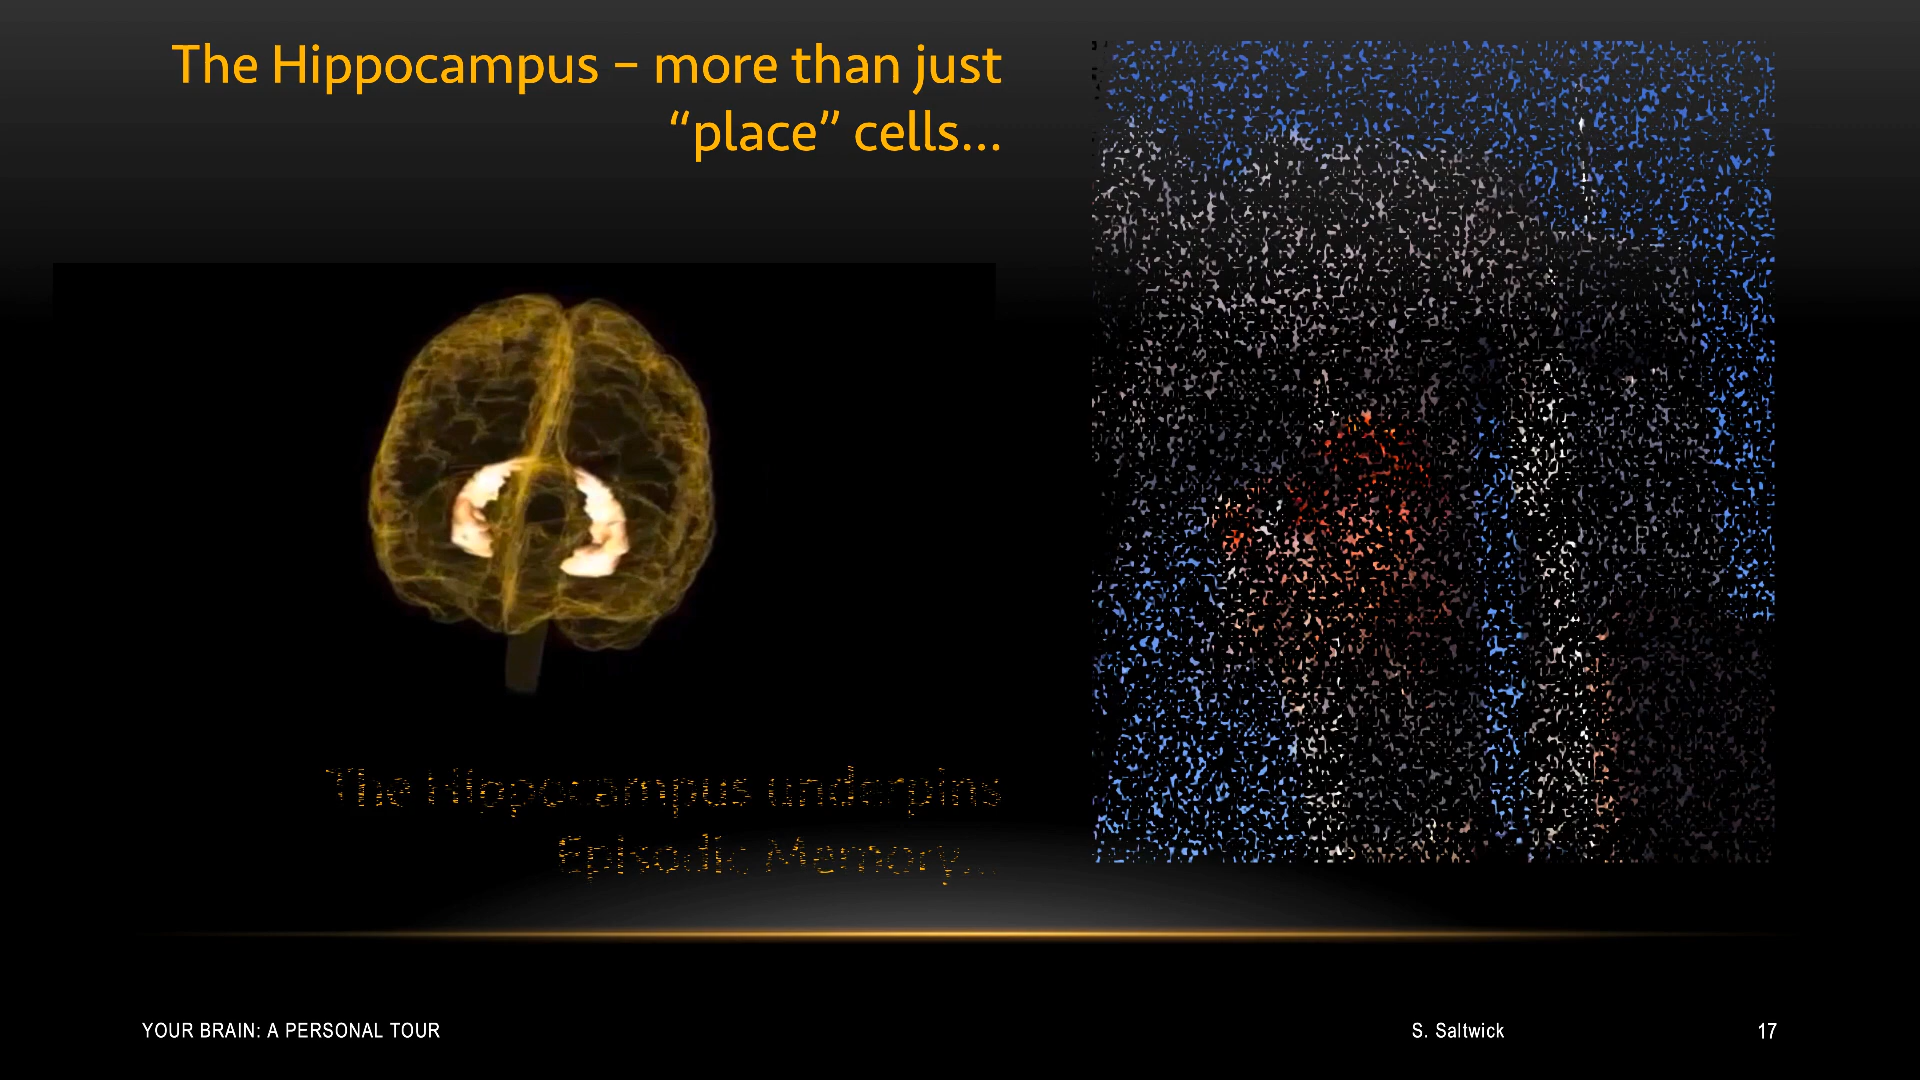 The Hippocampus – more than just
“place” cells...
The Hippocampus underpins
Episodic Memory...
YOUR BRAIN: A PERSONAL TOUR
S. Saltwick
17